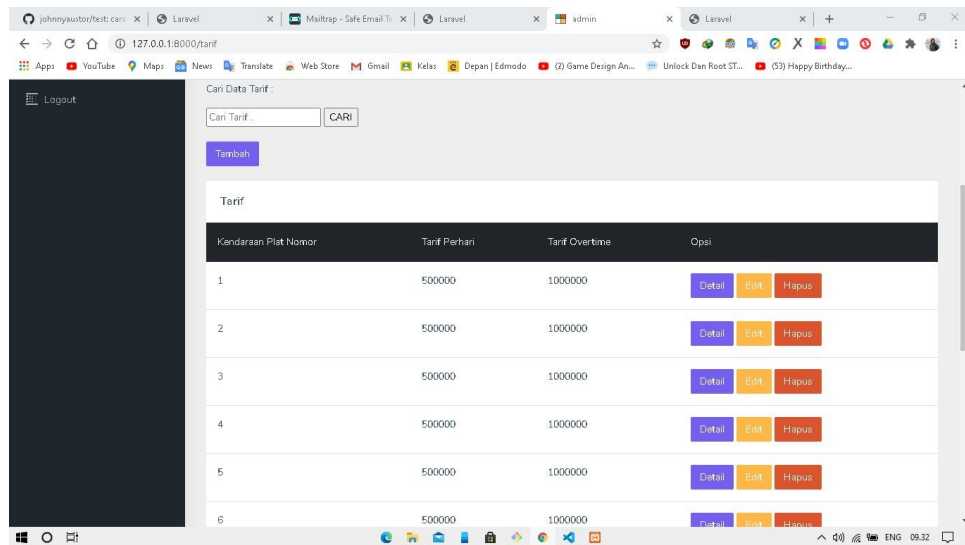 johnnyaustor/test: cara
Laravel
Mailtrap - Safe Email Te
Laravel
admin
Laravel
127.0.0.1:8000/tarif
Apps YouTube Maps News Translate Web Store Gmail Kelas Depan | Edmodo (2) Game Design An... Unlock Dan Root ST... (53) Happy Birthday...
Logout
Cari Data Tarif :
Cari Tarif .. CARI
Tambah
Tarif
Kendaraan Plat Nomor Tarif Perhari Tarif Overtime Opsi
1 500000 1000000 Detail Edit Hapus
2 500000 1000000 Detail Edit Hapus
3 500000 1000000 Detail Edit Hapus
4 500000 1000000 Detail Edit Hapus
5 500000 1000000 Detail Edit Hapus
6 500000 1000000 Detail Edit Hapus
ENG 09.32